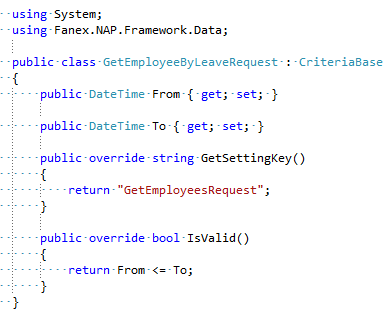 using System;
using Fanex.NAP.Framework.Data;
public class GetEmployeeByLeaveRequest : CriteriaBase
{
public DateTime From { get; set; }
public DateTime To { get; set; }
public override string GetSettingKey()
{
return "GetEmployeesRequest";
}
public override bool IsValid()
{
return From <= To;
}
}